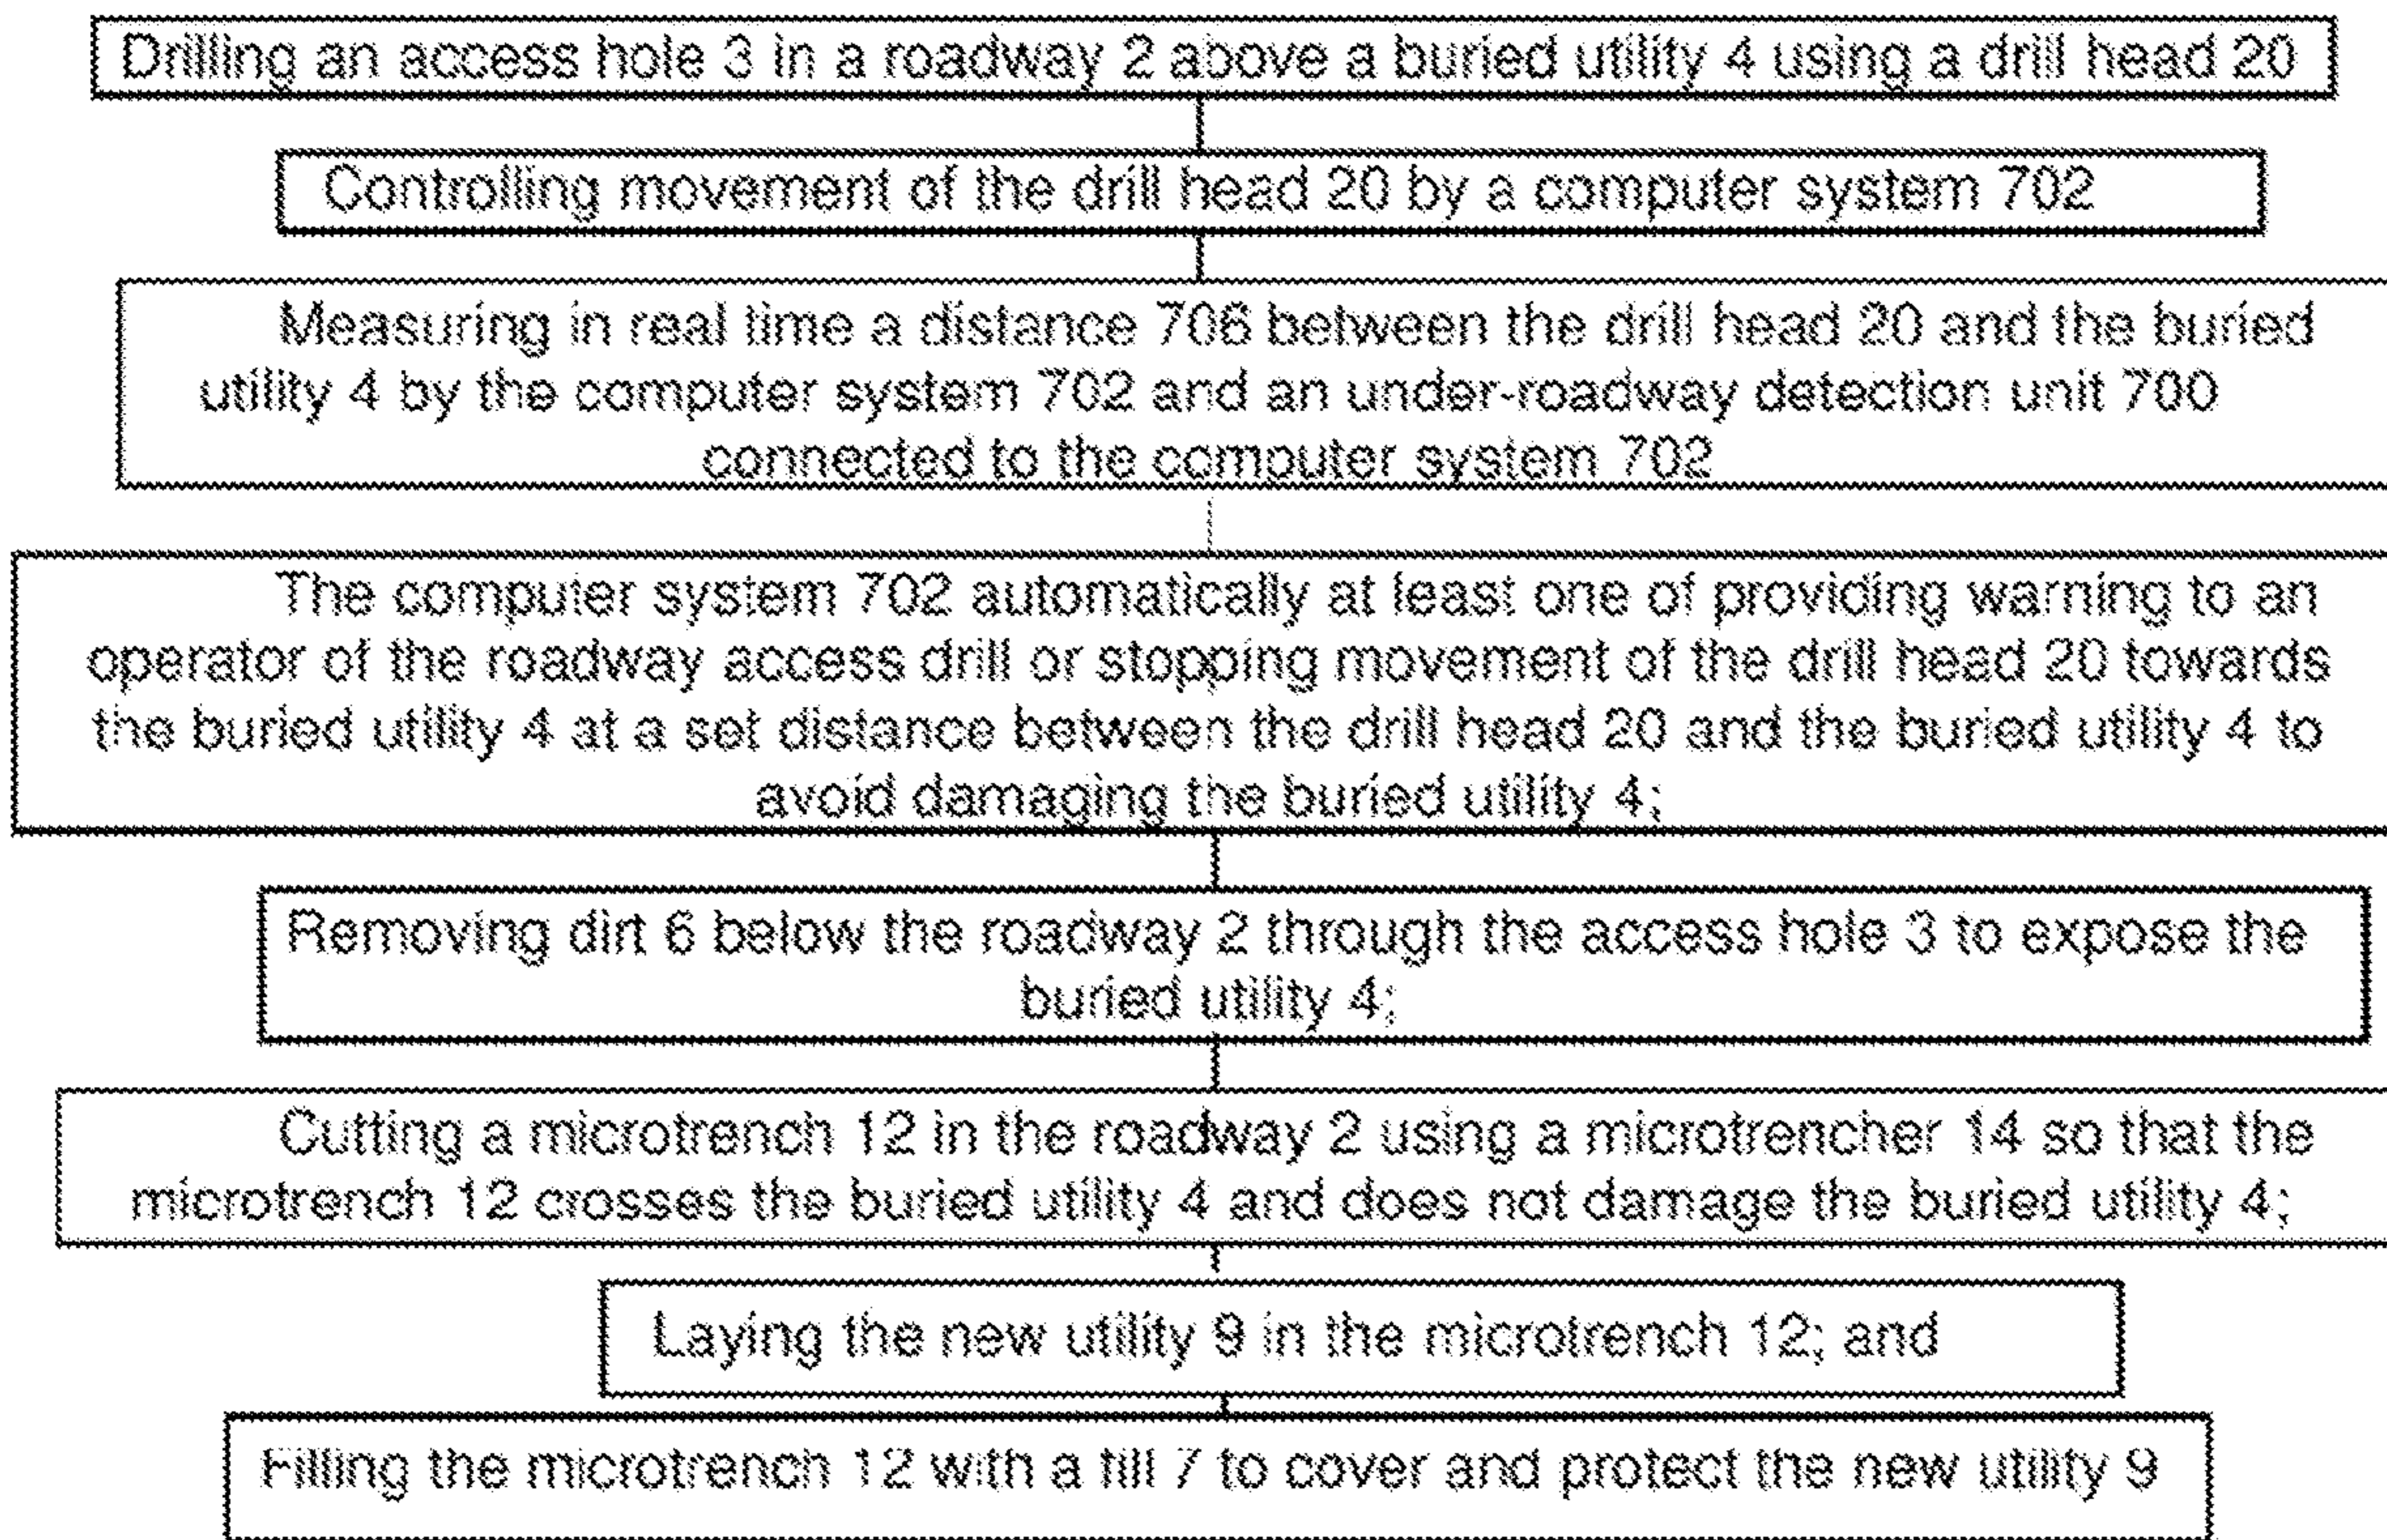 Drilling an access hole 3 in a roadway 2 above a buried utility 4 using a drill head 20
Controlling movement of the drill head 20 by a computer system 702
Measuring in real time a distance 706 between the drill head 20 and the buried
utility 4 by the computer system 702 and an under-roadway detection unit 700
connected to the computer system 702
The computer system 702 automatically at least one of providing warning to an
operator of the roadway access drill or stopping movement of the drill head 20 towards
the buried utility 4 at a set distance between the drill head 20 and the buried utility 4 to
avoid damaging the buried utility 4;
Removing dirt 6 below the roadway 2 through the access hole 3 to expose the
buried utility 4;
Cutting a microtrench 12 in the roadway 2 using a microtrencher 14 so that the
microtrench 12 crosses the buried utility 4 and does not damage the buried utility 4;
Laying the new utility 9 in the microtrench 12; and
Filling the microtrench 12 with a fill 7 to cover and protect the new utility 9